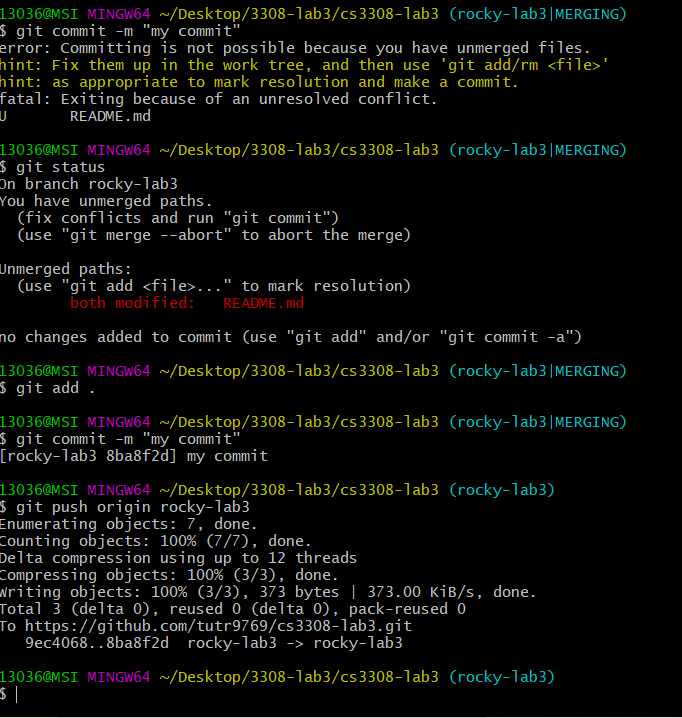 13036@MSI MINGW64 ~/Desktop/3308-lab3/cs3308-lab3 (rocky-lab3|MERGING)
$ git commit -m "my commit"
error: Committing is not possible because you have unmerged files.
hint: Fix them up in the work tree, and then use 'git add/rm <file>'
hint: as appropriate to mark resolution and make a commit.
fatal: Exiting because of an unresolved conflict.
U       README.md
13036@MSI MINGW64 ~/Desktop/3308-lab3/cs3308-lab3 (rocky-lab3|MERGING)
$ git status
On branch rocky-lab3
You have unmerged paths.
  (fix conflicts and run "git commit")
  (use "git merge --abort" to abort the merge)
Unmerged paths:
  (use "git add <file>..." to mark resolution)
        both modified:   README.md
no changes added to commit (use "git add" and/or "git commit -a")
13036@MSI MINGW64 ~/Desktop/3308-lab3/cs3308-lab3 (rocky-lab3|MERGING)
$ git add .
13036@MSI MINGW64 ~/Desktop/3308-lab3/cs3308-lab3 (rocky-lab3|MERGING)
$ git commit -m "my commit"
[rocky-lab3 8ba8f2d] my commit
13036@MSI MINGW64 ~/Desktop/3308-lab3/cs3308-lab3 (rocky-lab3)
$ git push origin rocky-lab3
Enumerating objects: 7, done.
Counting objects: 100% (7/7), done.
Delta compression using up to 12 threads
Compressing objects: 100% (3/3), done.
Writing objects: 100% (3/3), 373 bytes | 373.00 KiB/s, done.
Total 3 (delta 0), reused 0 (delta 0), pack-reused 0
To https://github.com/tutr9769/cs3308-lab3.git
   9ec4068..8ba8f2d  rocky-lab3 -> rocky-lab3
13036@MSI MINGW64 ~/Desktop/3308-lab3/cs3308-lab3 (rocky-lab3)
$